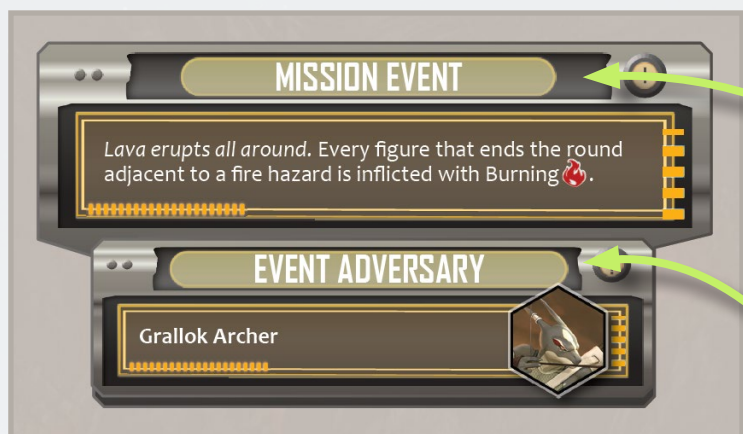 MISSION EVENT
Lava erupts all around. Every figure that ends the round
adjacent to a fire hazard is inflicted with Burning.
EVENT ADVERSARY
Grallok Archer